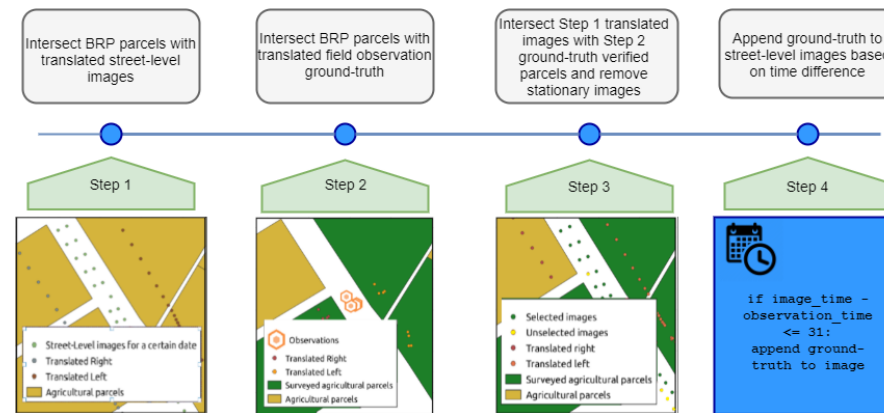 Intersect BRP parcels with
translated street-level
images
Intersect BRP parcels with
translated field observation
ground-truth
Intersect Step 1 translated
images with Step 2
ground-truth verified
parcels and remove
stationary images
Append ground-truth to
street-level images based
on time difference
Step 1
Step 2
Step 3
Step 4
Street-Level images for a certain date
Translated Right
Translated Left
Agricultural parcels
Observations
Translated Right
Translated Left
Surveyed agricultural parcels
Agricultural parcels
Selected images
Unselected images
Translated right
Translated left
Surveyed agricultural parcels
Agricultural parcels
if image_time -
observation_time
<= 31:
append ground-
truth to image